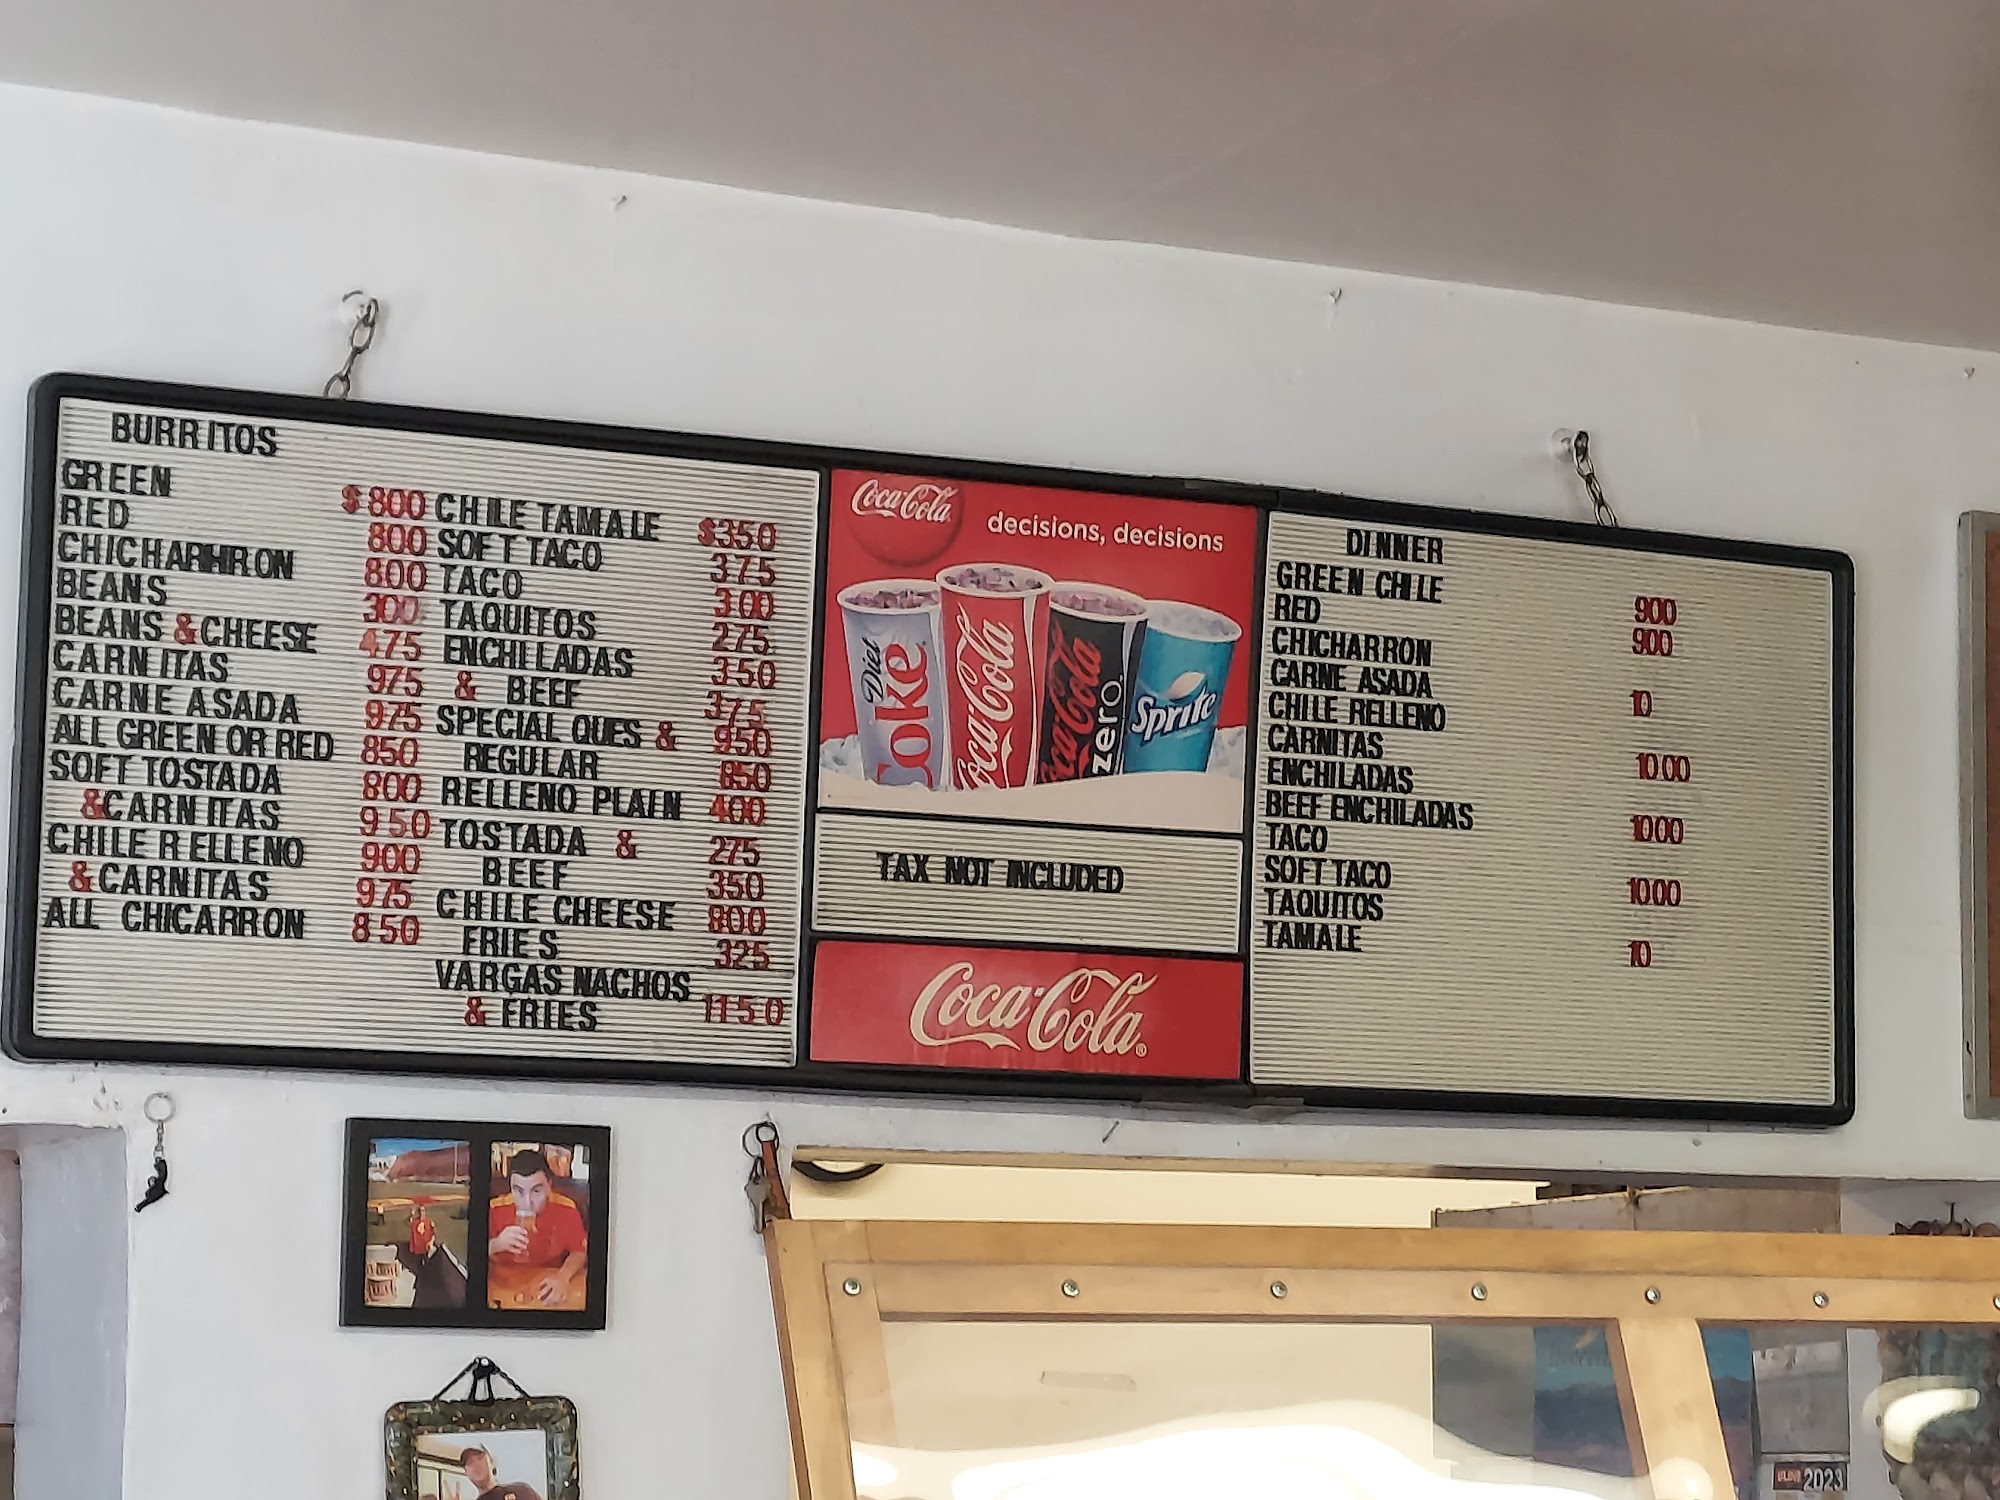 BURRITOS
GREEN $800
RED 800
CHICHARHRON 800
BEANS 300
BEANS &CHEESE 475
CARNITAS 975
CARNE ASADA 975
ALL GREEN OR RED 850
SOFT TOSTADA 800
&CARNITAS 950
CHILE RELLENO 900
&CARNITAS 975
ALL CHICARRON 850
CHILE TAMALE $350
SOFT TACO 375
TACO 300
TAQUITOS 275
ENCHILADAS 350
& BEEF 375
SPECIAL QUES & 950
REGULAR 850
RELLENO PLAIN 400
TOSTADA & 275
BEEF 350
CHILE CHEESE 800
FRIES 325
VARGAS NACHOS
& FRIES 1150
Coca-Cola
decisions, decisions
Diet Coke
Coca-Cola
Coca-Cola zero
Sprite
TAX NOT INCLUDED
Coca-Cola
DINNER
GREEN CHILE 900
RED 900
CHICHARRON
CARNE ASADA 10
CHILE RELLENO
CARNITAS 1000
ENCHILADAS
BEEF ENCHILADAS 1000
TACO
SOFT TACO 1000
TAQUITOS
TAMALE 10
4
2023